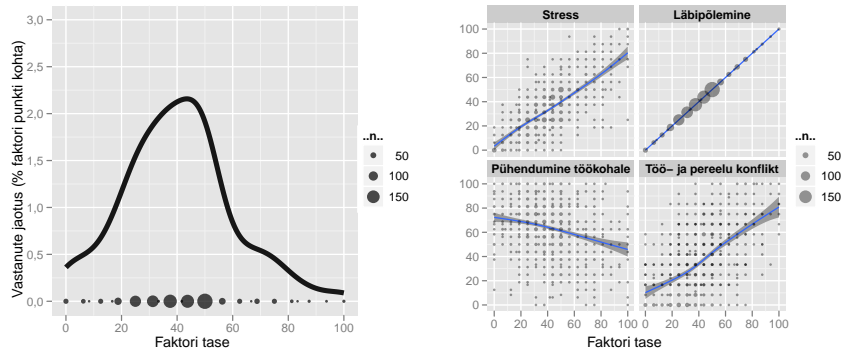 Vastanute jaotus (% faktori punkti kohta)
3,0
2,5
2,0
1,5
1,0
0,5
0,0
0 20 40 60 80 100
Faktori tase
..n..
50
100
150
Stress
Läbipõlemine
100
80
60
40
20
0
Pühendumine töökohale
Töö– ja pereelu konflikt
100
80
60
40
20
0
0 20 40 60 80 100 0 20 40 60 80 100
Faktori tase
..n..
50
100
150